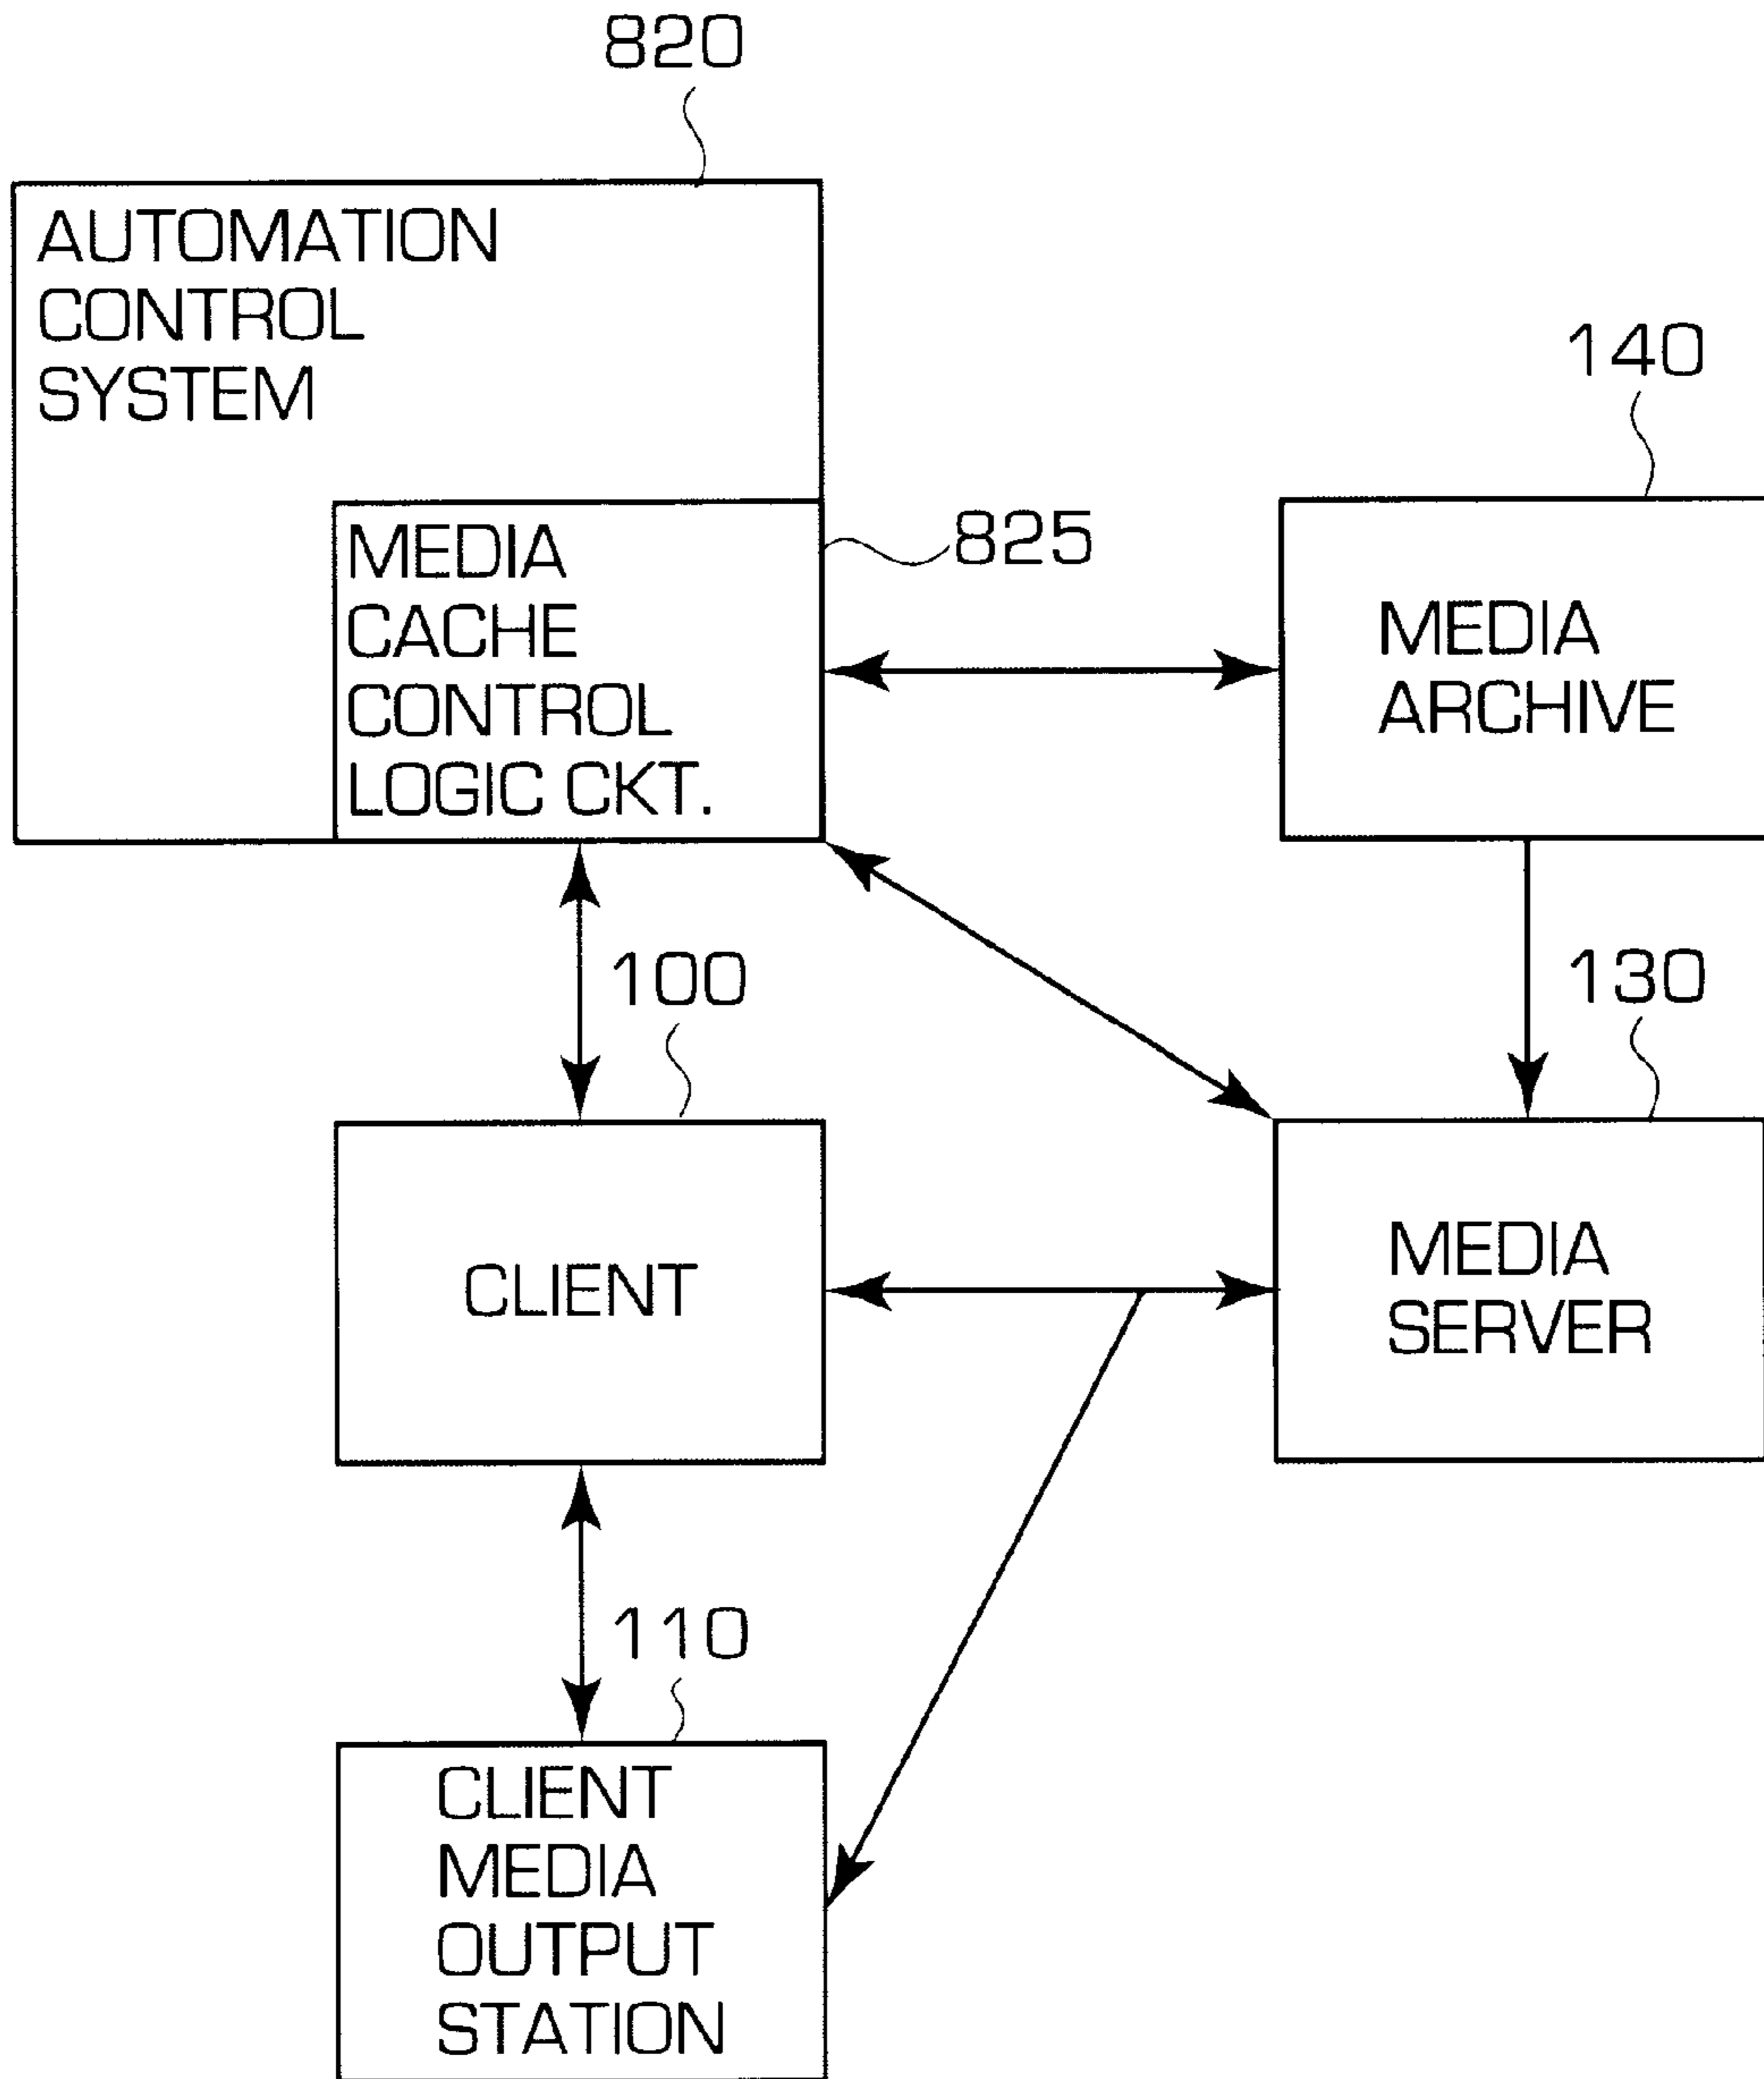 820
AUTOMATION
CONTROL
SYSTEM
140
MEDIA
CACHE
CONTROL
LOGIC CKT.
825
MEDIA
ARCHIVE
100
130
CLIENT
MEDIA
SERVER
110
CLIENT
MEDIA
OUTPUT
STATION